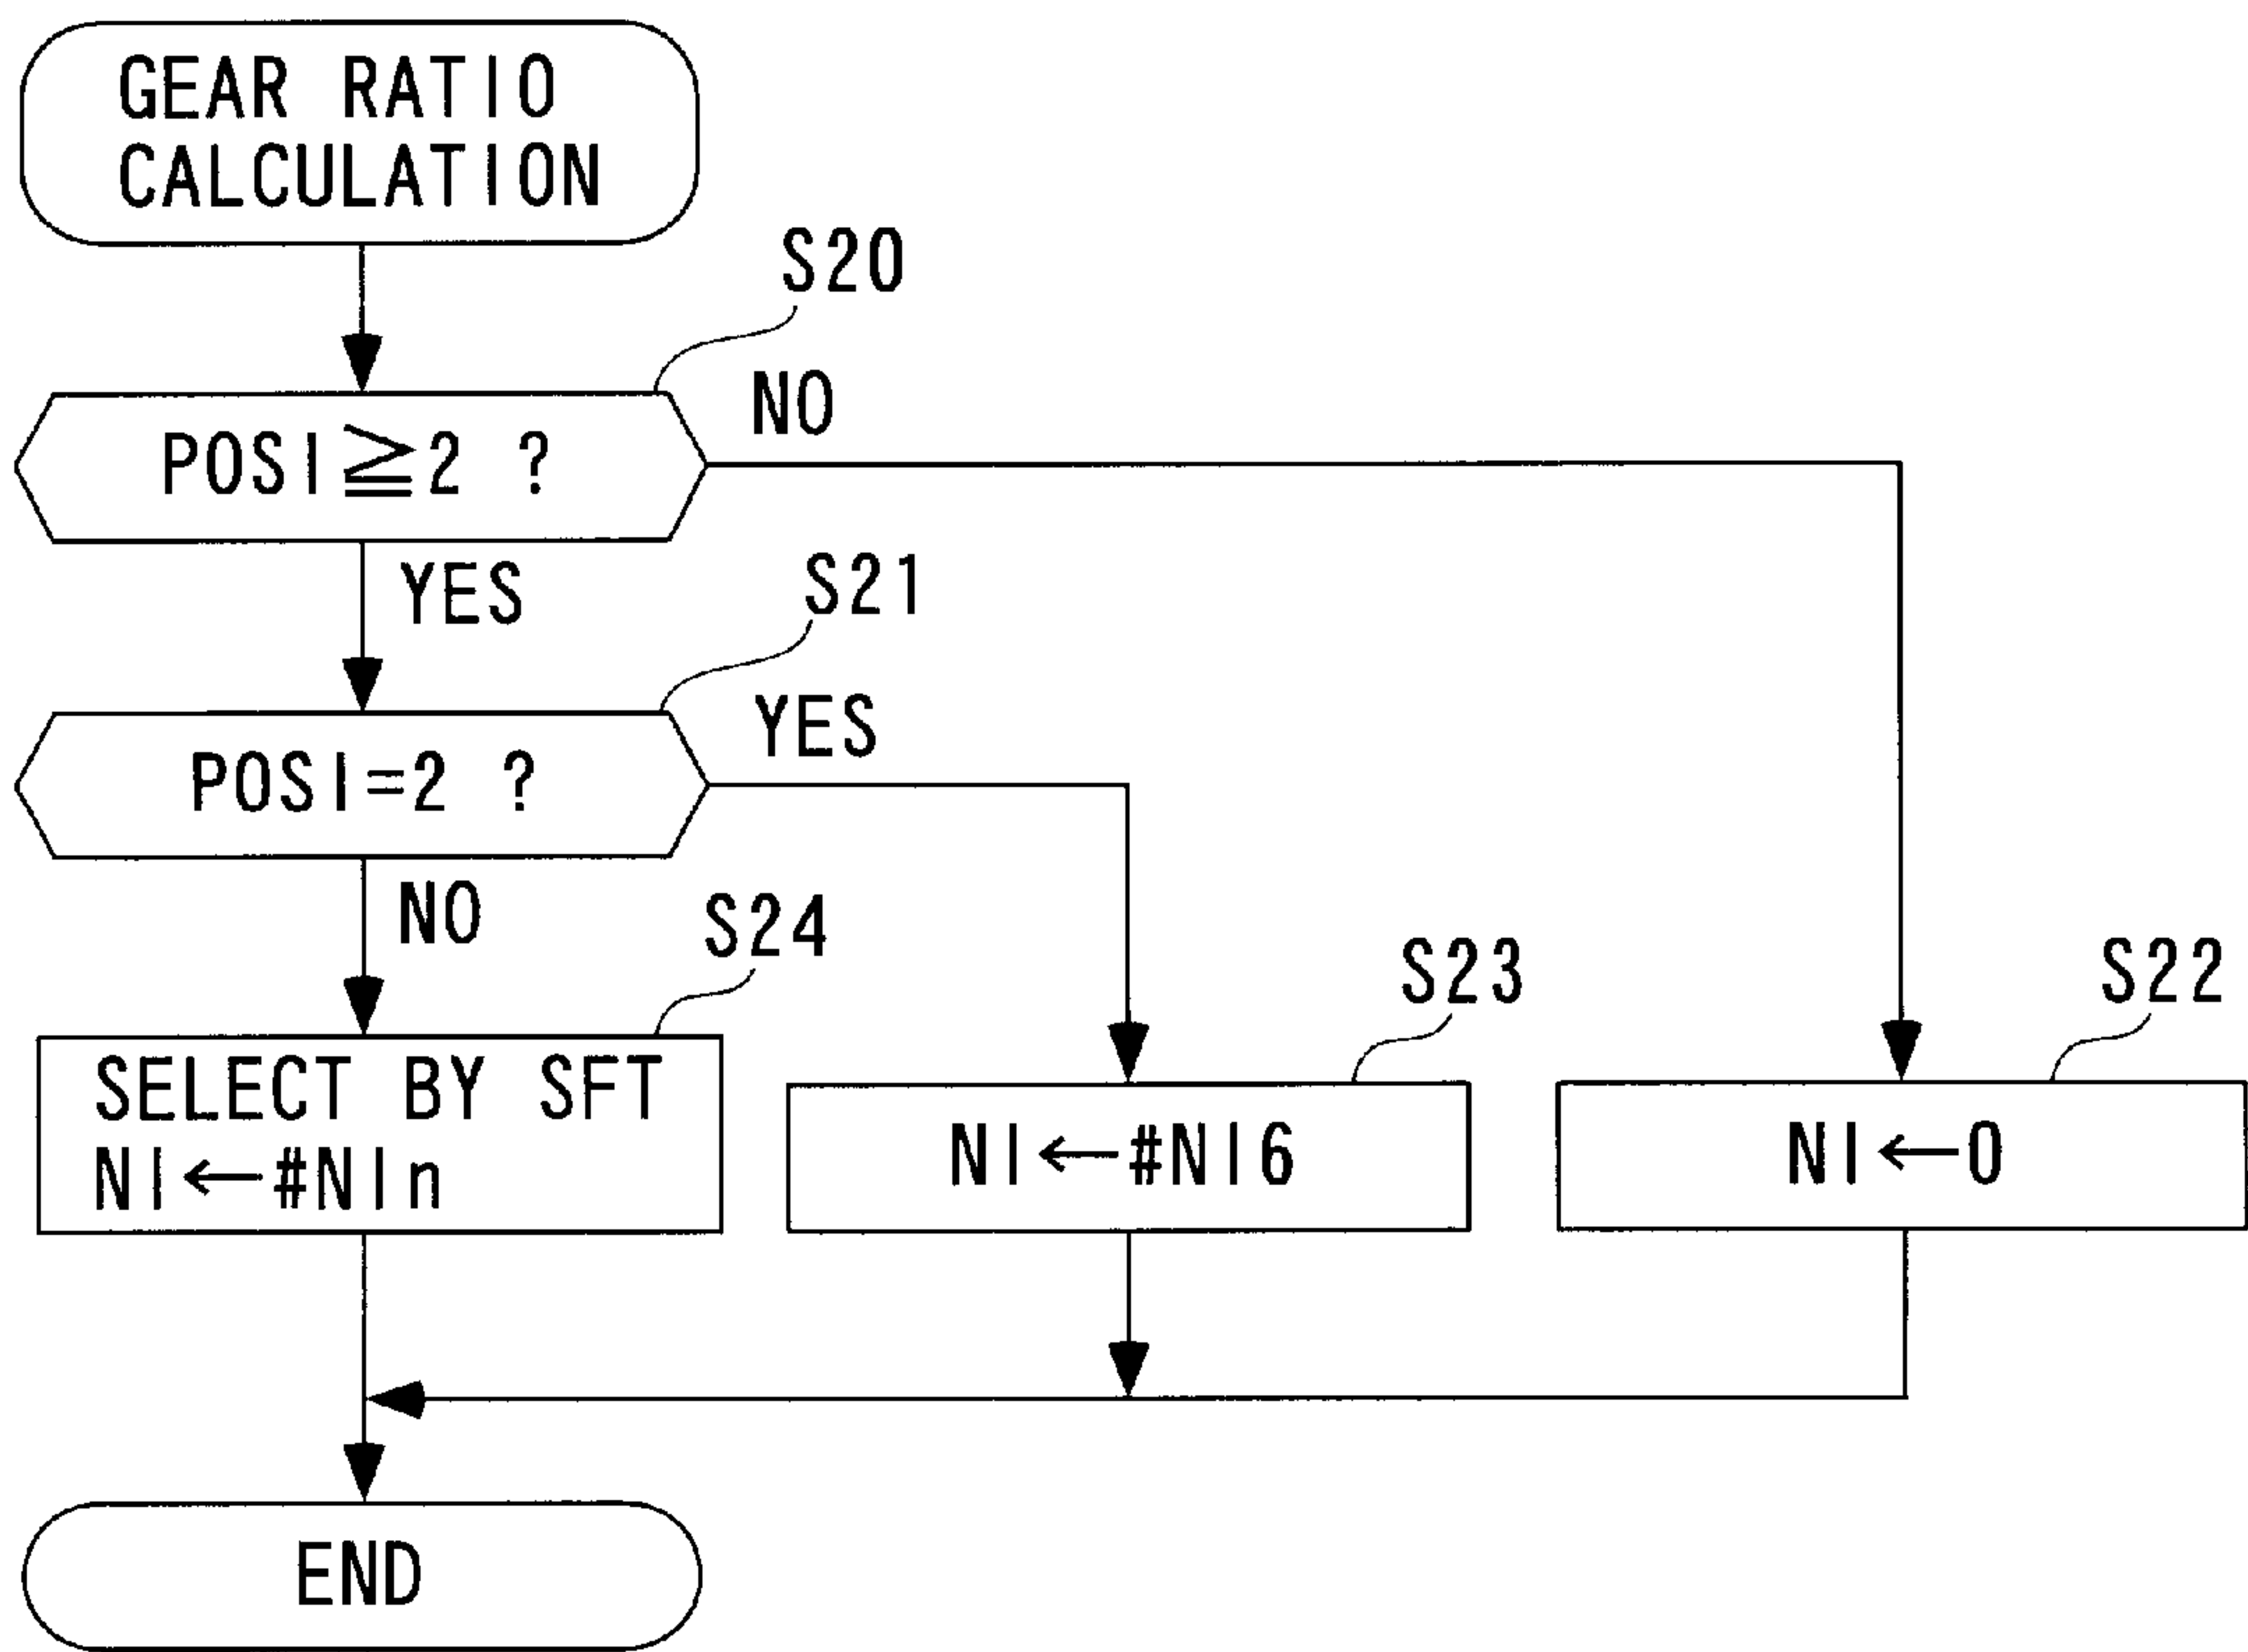 GEAR RATIO
CALCULATION
S20
POSI≧2 ?
NO
YES
S21
POSI=2 ?
YES
NO
S24
SELECT BY SFT
NI←#NIn
S23
NI←#NI6
S22
NI←0
END